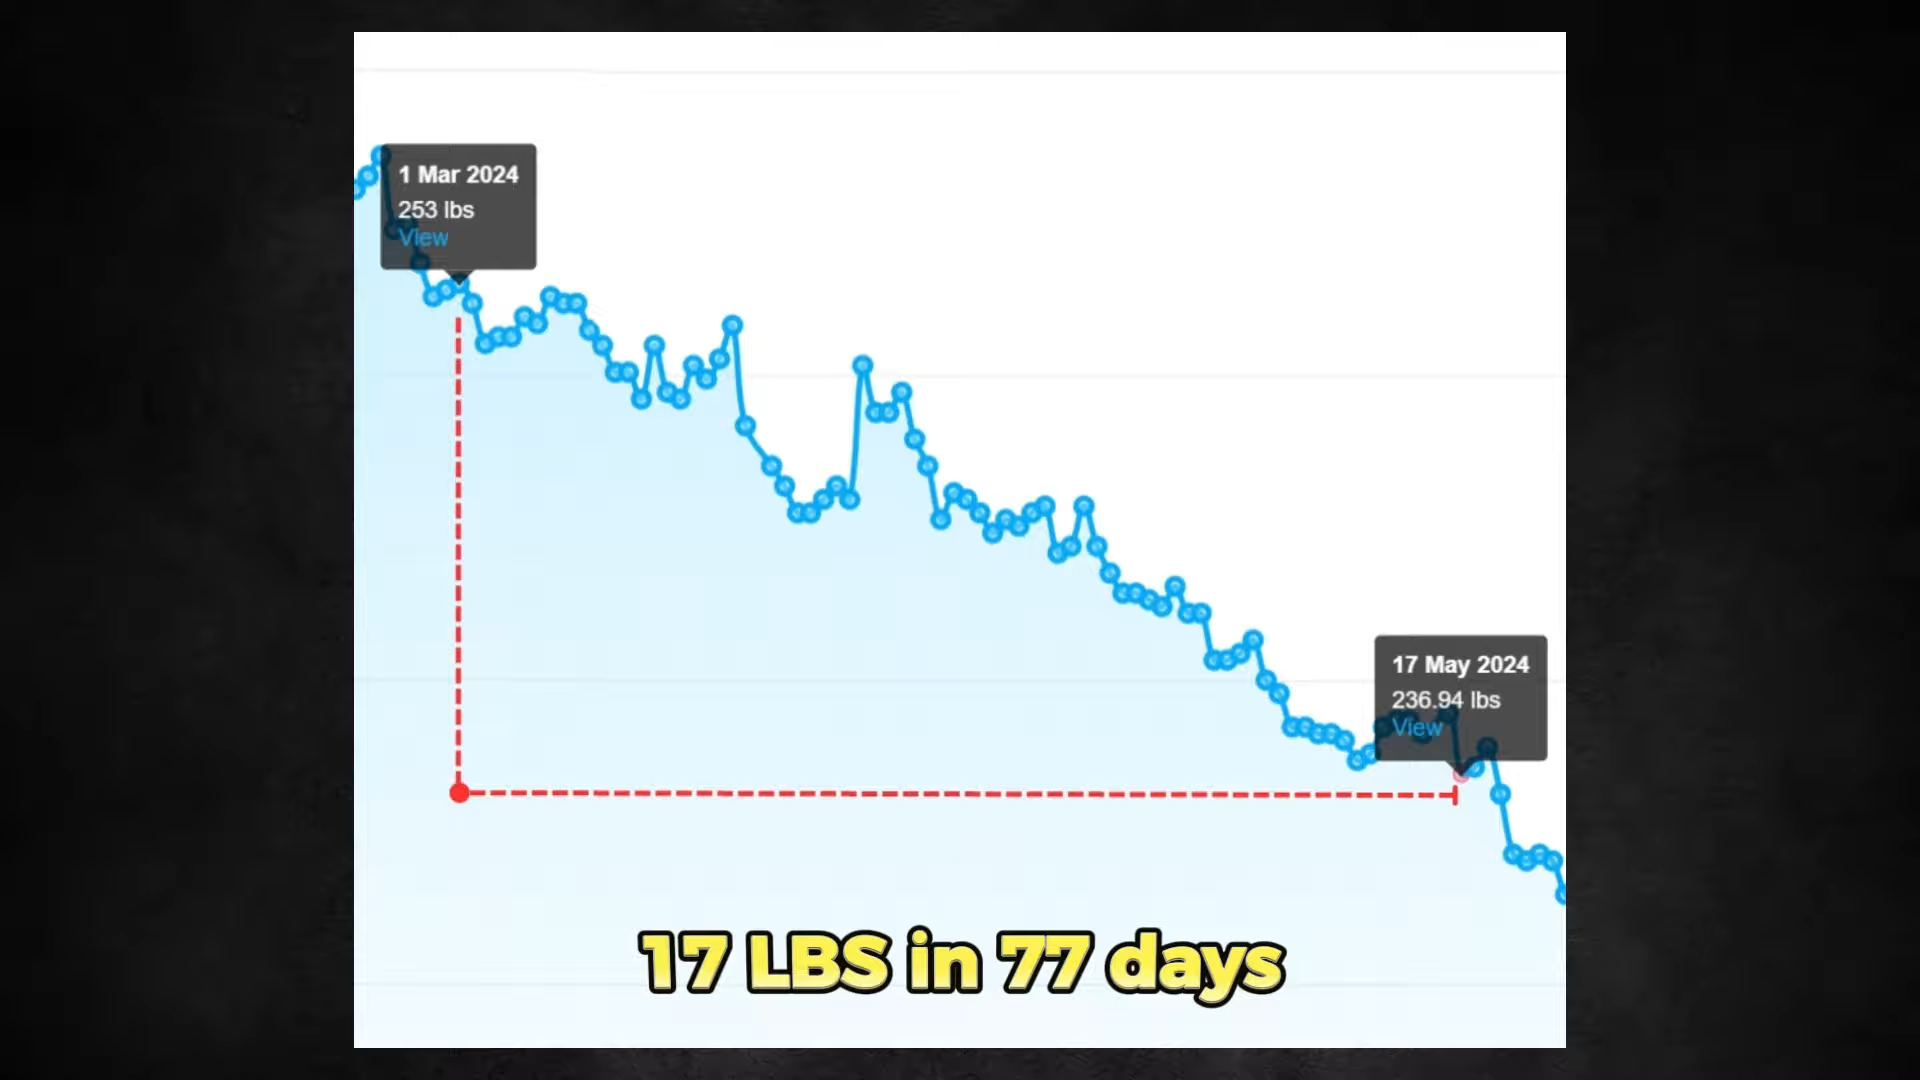 1 Mar 2024
253 lbs
View
17 May 2024
236.94 lbs
View
17 LBS in 77 days